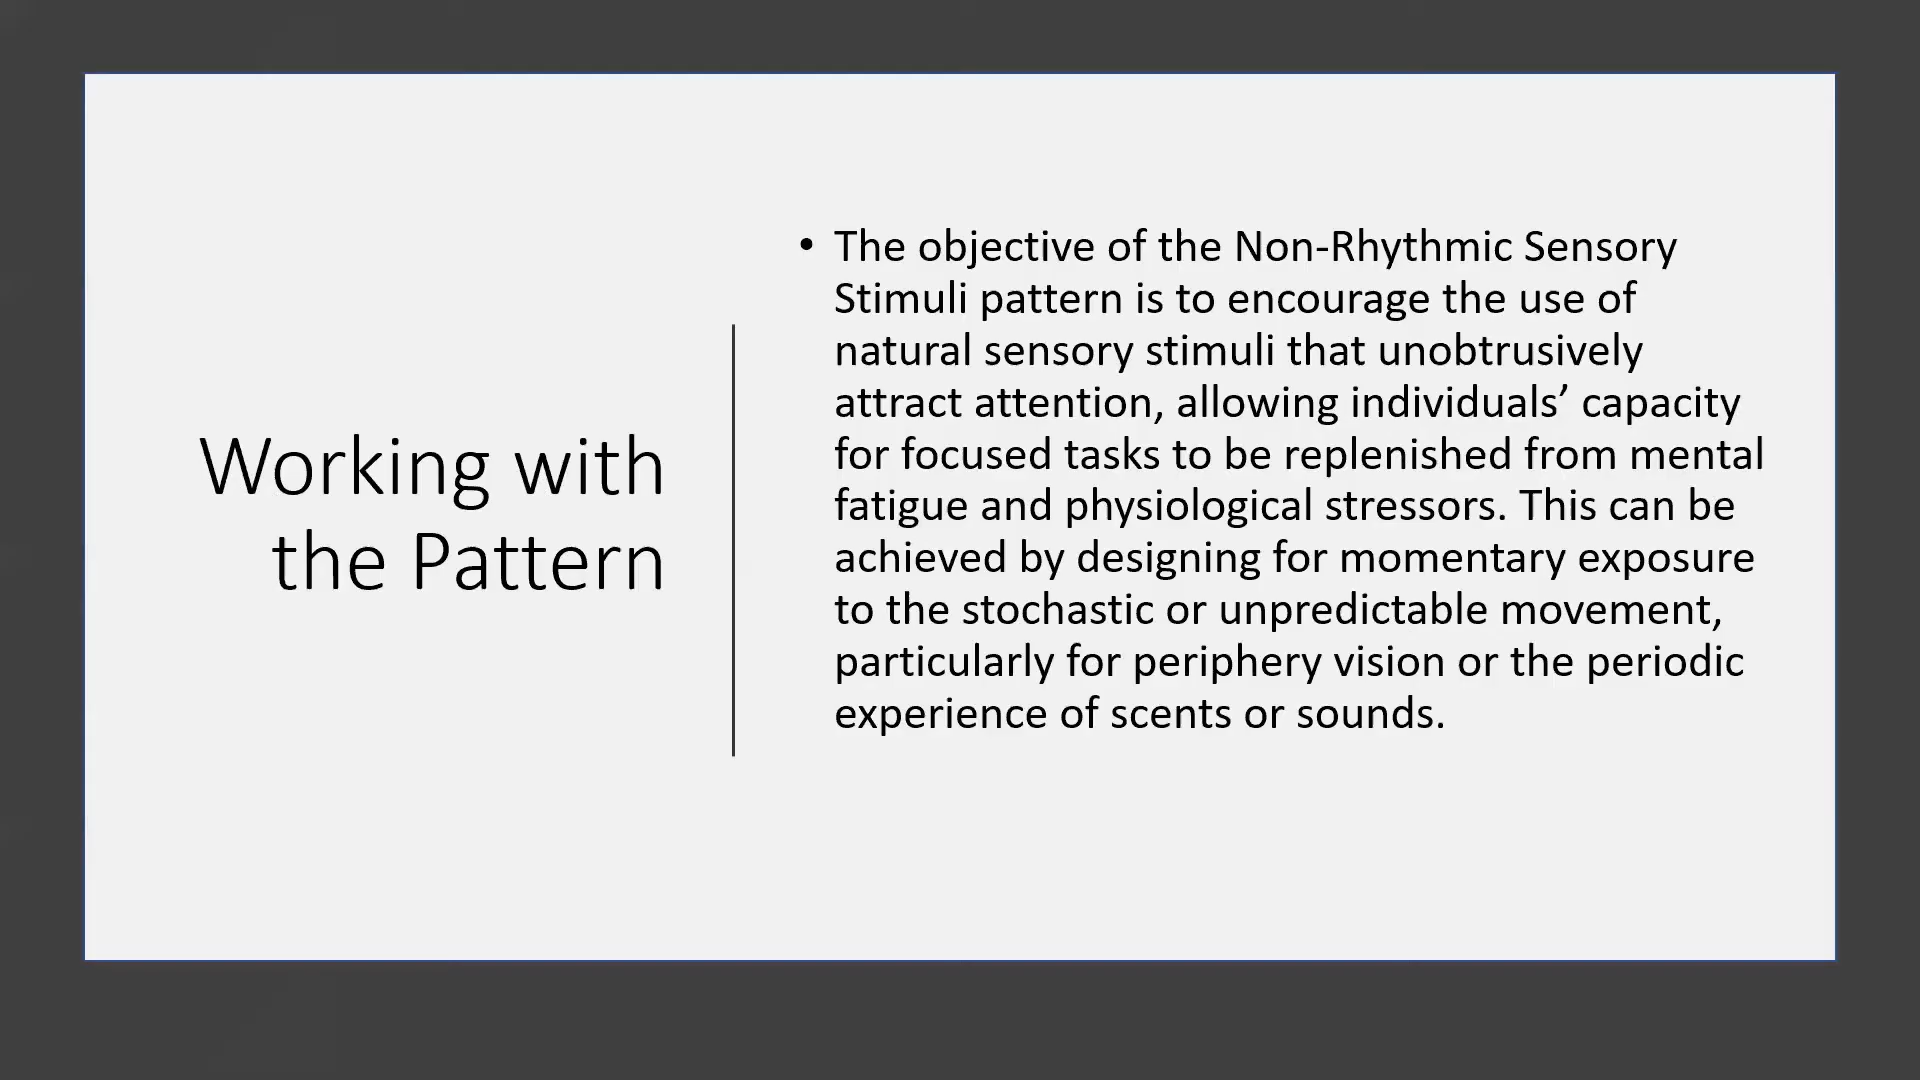 Working with
the Pattern
• The objective of the Non-Rhythmic Sensory
Stimuli pattern is to encourage the use of
natural sensory stimuli that unobtrusively
attract attention, allowing individuals’ capacity
for focused tasks to be replenished from mental
fatigue and physiological stressors. This can be
achieved by designing for momentary exposure
to the stochastic or unpredictable movement,
particularly for periphery vision or the periodic
experience of scents or sounds.